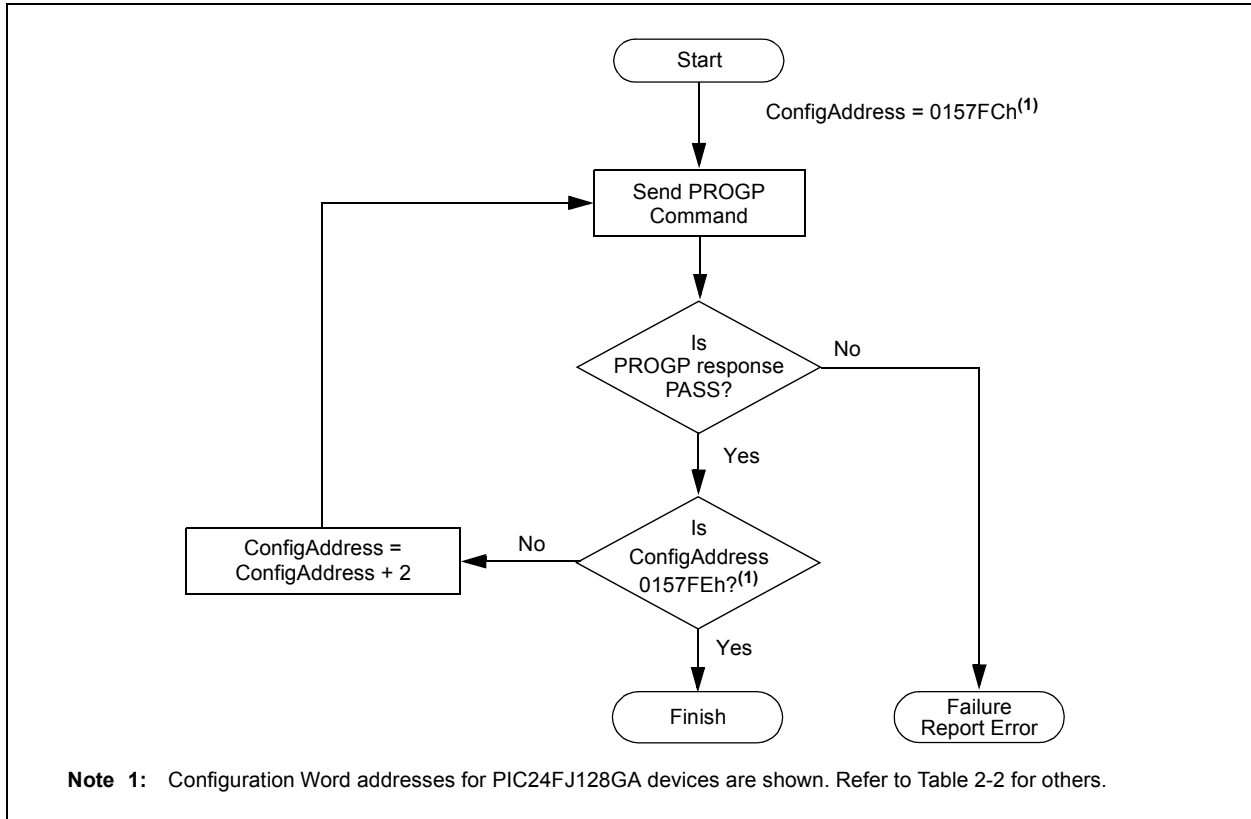 Start
ConfigAddress = 0157FCh(1)
Send PROGP
Command
Is
PROGP response
PASS?
No
Yes
Is
ConfigAddress
0157FEh?(1)
No
ConfigAddress =
ConfigAddress + 2
Yes
Finish
Failure
Report Error
Note 1: Configuration Word addresses for PIC24FJ128GA devices are shown. Refer to Table 2-2 for others.